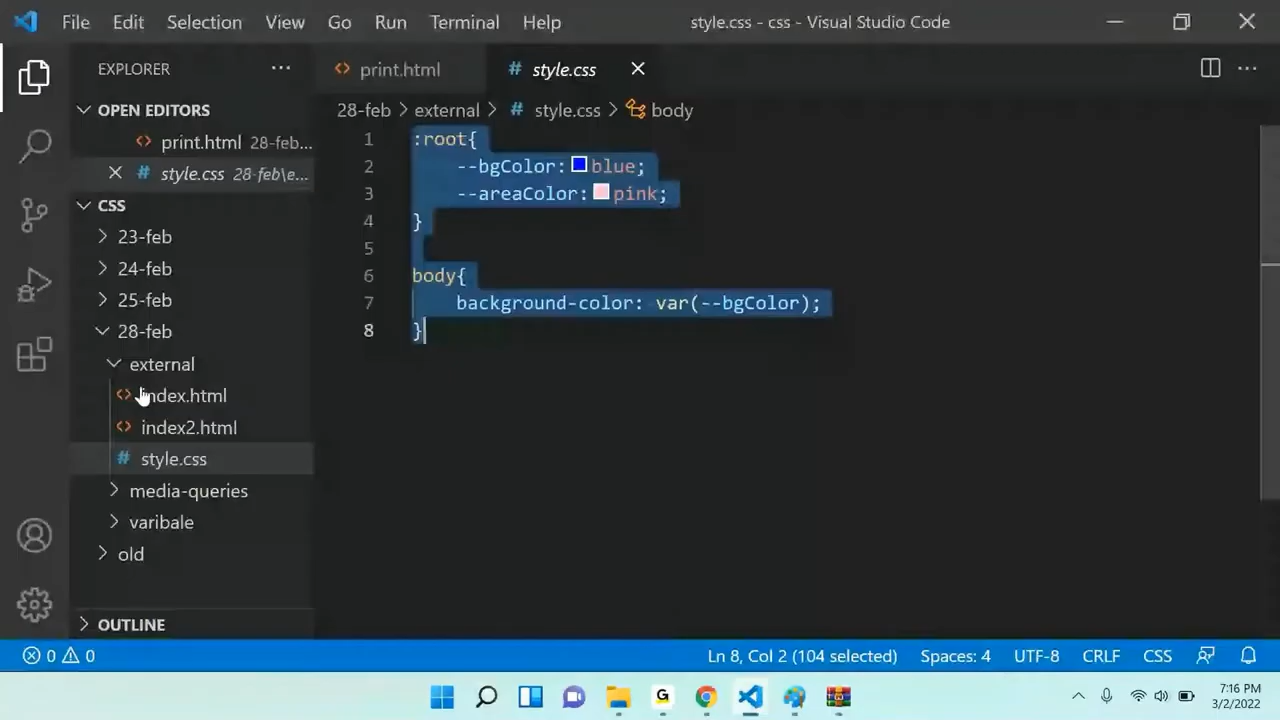 File Edit Selection View Go Run Terminal Help style.css - css - Visual Studio Code
EXPLORER
print.html
style.css
OPEN EDITORS
print.html 28-feb...
style.css 28-feb\e...
28-feb > external > style.css > body
1 :root{
2 --bgColor: blue;
3 --areaColor: pink;
4 }
5
6 body{
7 background-color: var(--bgColor);
8 }
CSS
23-feb
24-feb
25-feb
28-feb
external
index.html
index2.html
style.css
media-queries
varibale
old
OUTLINE
0 0 Ln 8, Col 2 (104 selected) Spaces: 4 UTF-8 CRLF CSS
G
7:16 PM
3/2/2022